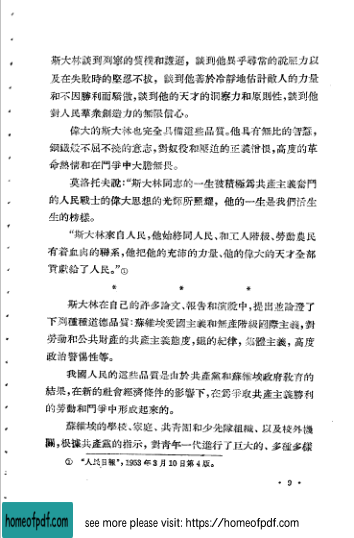 斯大林談到列寧的質樸和謙遜，談到他異乎尋常的說服力以
及在失敗時的堅忍不拔，談到他善於冷靜地估計敵人的力量
和不因勝利而驕傲，談到他的天才的洞察力和原則性，談到他
對人民羣衆創造力的無限信心。
偉大的斯大林也完全具備這些品質。他具有無比的智慧，
鋼鐵般不屈不撓的意志，對奴役和壓迫的正義憎恨，高度的革
命熱情和在鬥爭中大膽無畏。
莫洛托夫說：“斯大林同志的一生被積極爲共產主義奮鬥
的人民戰士的偉大思想的光輝所照耀，他的一生是我們活生
生的榜樣。
“斯大林來自人民，他始終同人民、和工人階級、勞動農民
有着血肉的聯系，他把他的充沛的力量、他的偉大的天才全部
貢獻給了人民。”①
* * *
斯大林在自己的許多論文、報告和演說中，提出並論證了
下列種種道德品質：蘇維埃愛國主義和無產階級國際主義，對
勞動和公共財產的共產主義態度，鐵的紀律，集體主義，高度
政治警惕性等。
我國人民的這些品質是由於共產黨和蘇維埃政府教育的
結果，在新的社會經濟條件的影響下，在爲爭取共產主義勝利
的勞動和鬥爭中形成起來的。
蘇維埃的學校、家庭、共青團和少先隊組織、以及校外機
關，根據共產黨的指示，對青年一代進行了巨大的、多種多樣
① “人民日報”，1953年3月10日第4版。
· 9 ·
homeofpdf.com
see more please visit: https://homeofpdf.com